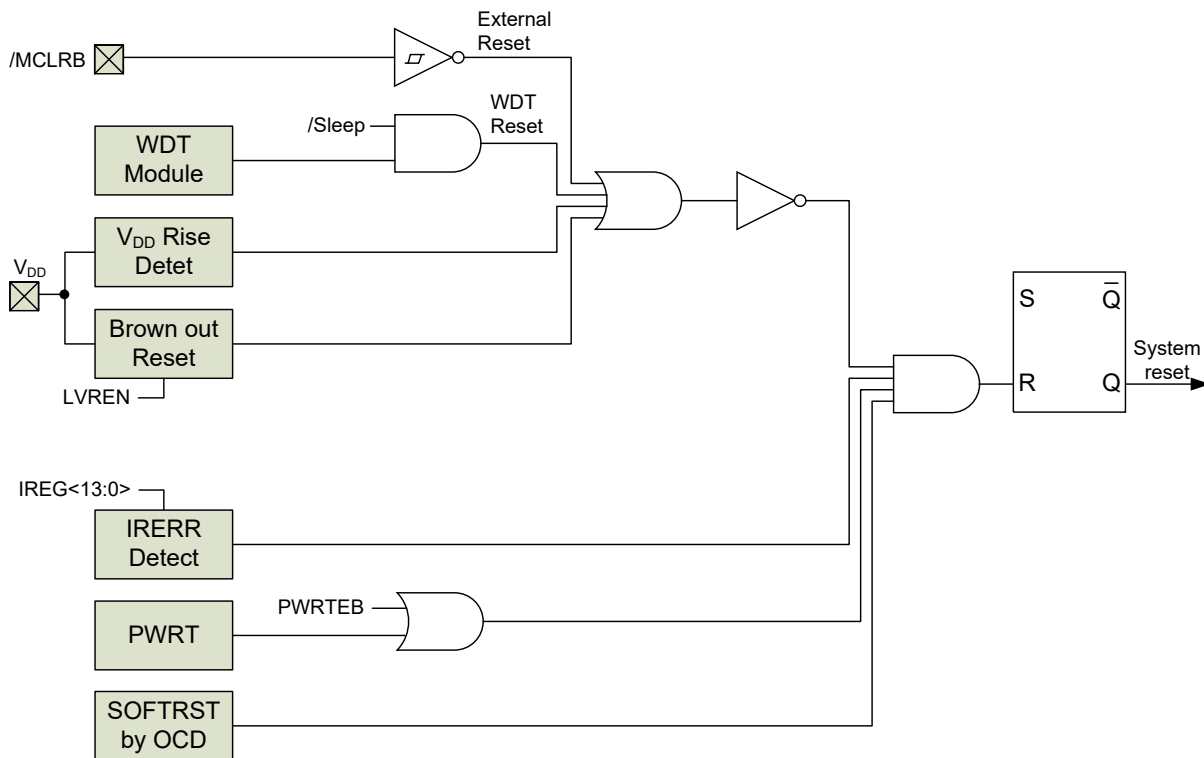 External
Reset
/MCLRB
WDT
Reset
/Sleep
WDT
Module
VDD Rise
Detet
VDD
Brown out
Reset
LVREN
S
Q̅
R
Q
System
reset
IREG<13:0>
IRERR
Detect
PWRTEB
PWRT
SOFTRST
by OCD